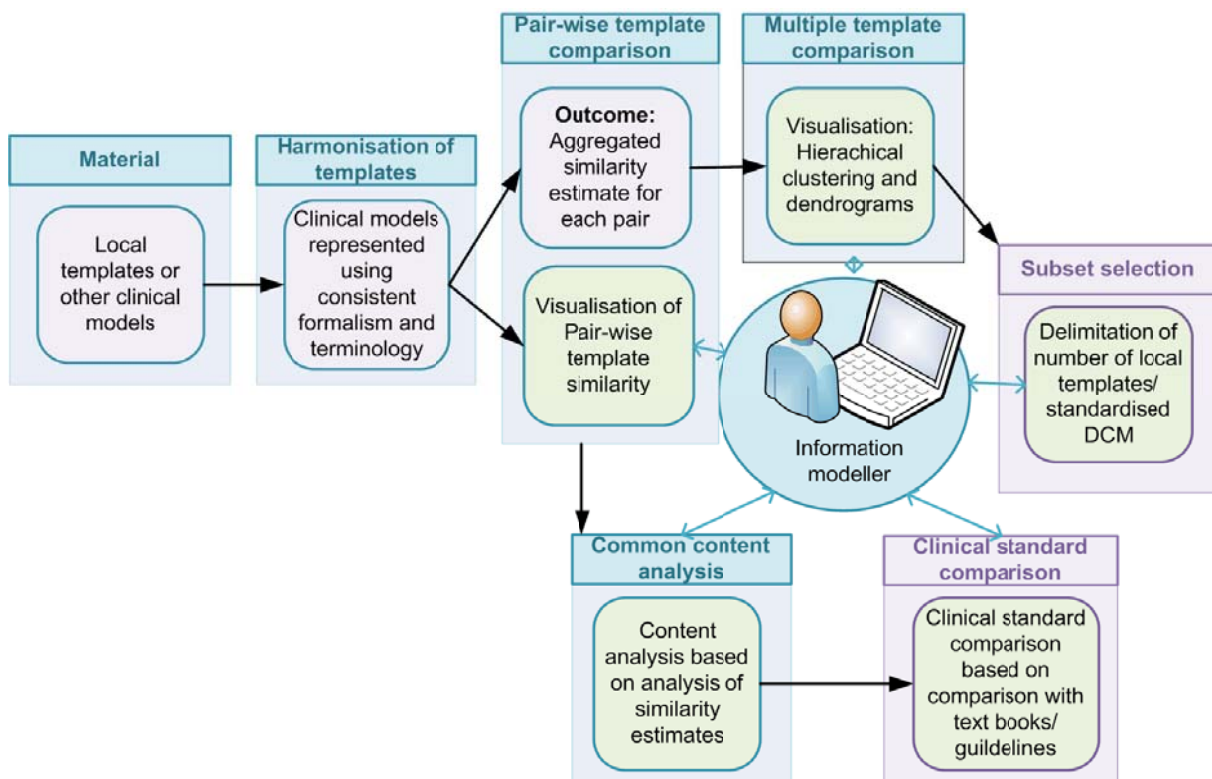 Material
Local
templates or
other clinical
models
Harmonisation of
templates
Clinical models
represented
using
consistent
formalism and
terminology
Pair-wise template
comparison
Outcome:
Aggregated
similarity
estimate for
each pair
Visualisation of
Pair-wise
template
similarity
Multiple template
comparison
Visualisation:
Hierachical
clustering and
dendrograms
Information
modeller
Subset selection
Delimitation of
number of local
templates/
standardised
DCM
Common content
analysis
Content
analysis based
on analysis of
similarity
estimates
Clinical standard
comparison
Clinical standard
comparison
based on
comparison with
text books/
guildelines